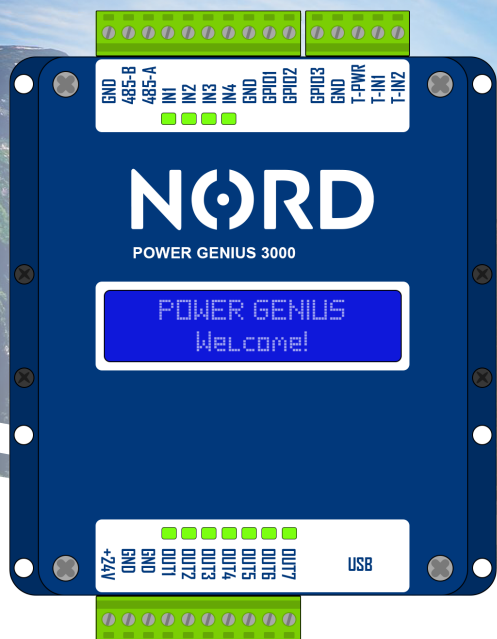 GND
485-B
485-A
IN1
IN2
IN3
IN4
GND
GPIO1
GPIO2
GPIO3
GND
T-PWR
T-IN1
T-IN2
NORD
POWER GENIUS 3000
POWER GENIUS
Welcome!
+24V
GND
GND
OUT1
OUT2
OUT3
OUT4
OUT5
OUT6
OUT7
USB